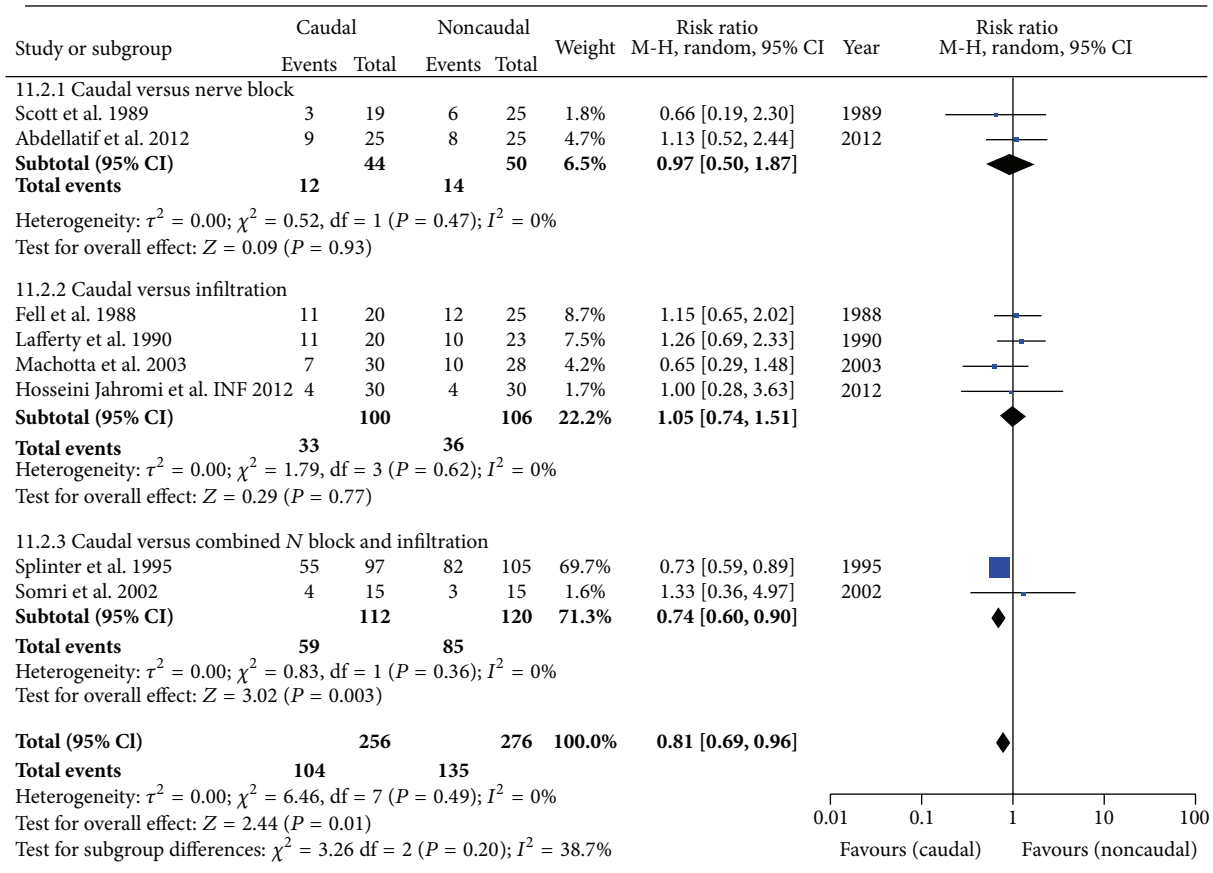 Study or subgroup Caudal Noncaudal Weight Risk ratio Year Risk ratio
Events Total Events Total M-H, random, 95% CI M-H, random, 95% CI
11.2.1 Caudal versus nerve block
Scott et al. 1989 3 19 6 25 1.8% 0.66 [0.19, 2.30] 1989
Abdellatif et al. 2012 9 25 8 25 4.7% 1.13 [0.52, 2.44] 2012
Subtotal (95% CI) 44 50 6.5% 0.97 [0.50, 1.87]
Total events 12 14
Heterogeneity: τ² = 0.00; χ² = 0.52, df = 1 (P = 0.47); I² = 0%
Test for overall effect: Z = 0.09 (P = 0.93)
11.2.2 Caudal versus infiltration
Fell et al. 1988 11 20 12 25 8.7% 1.15 [0.65, 2.02] 1988
Lafferty et al. 1990 11 20 10 23 7.5% 1.26 [0.69, 2.33] 1990
Machotta et al. 2003 7 30 10 28 4.2% 0.65 [0.29, 1.48] 2003
Hosseini Jahromi et al. INF 2012 4 30 4 30 1.7% 1.00 [0.28, 3.63] 2012
Subtotal (95% CI) 100 106 22.2% 1.05 [0.74, 1.51]
Total events 33 36
Heterogeneity: τ² = 0.00; χ² = 1.79, df = 3 (P = 0.62); I² = 0%
Test for overall effect: Z = 0.29 (P = 0.77)
11.2.3 Caudal versus combined N block and infiltration
Splinter et al. 1995 55 97 82 105 69.7% 0.73 [0.59, 0.89] 1995
Somri et al. 2002 4 15 3 15 1.6% 1.33 [0.36, 4.97] 2002
Subtotal (95% CI) 112 120 71.3% 0.74 [0.60, 0.90]
Total events 59 85
Heterogeneity: τ² = 0.00; χ² = 0.83, df = 1 (P = 0.36); I² = 0%
Test for overall effect: Z = 3.02 (P = 0.003)
Total (95% Cl) 256 276 100.0% 0.81 [0.69, 0.96]
Total events 104 135
Heterogeneity: τ² = 0.00; χ² = 6.46, df = 7 (P = 0.49); I² = 0%
Test for overall effect: Z = 2.44 (P = 0.01)
Test for subgroup differences: χ² = 3.26 df = 2 (P = 0.20); I² = 38.7%
0.01 0.1 1 10 100
Favours (caudal) Favours (noncaudal)